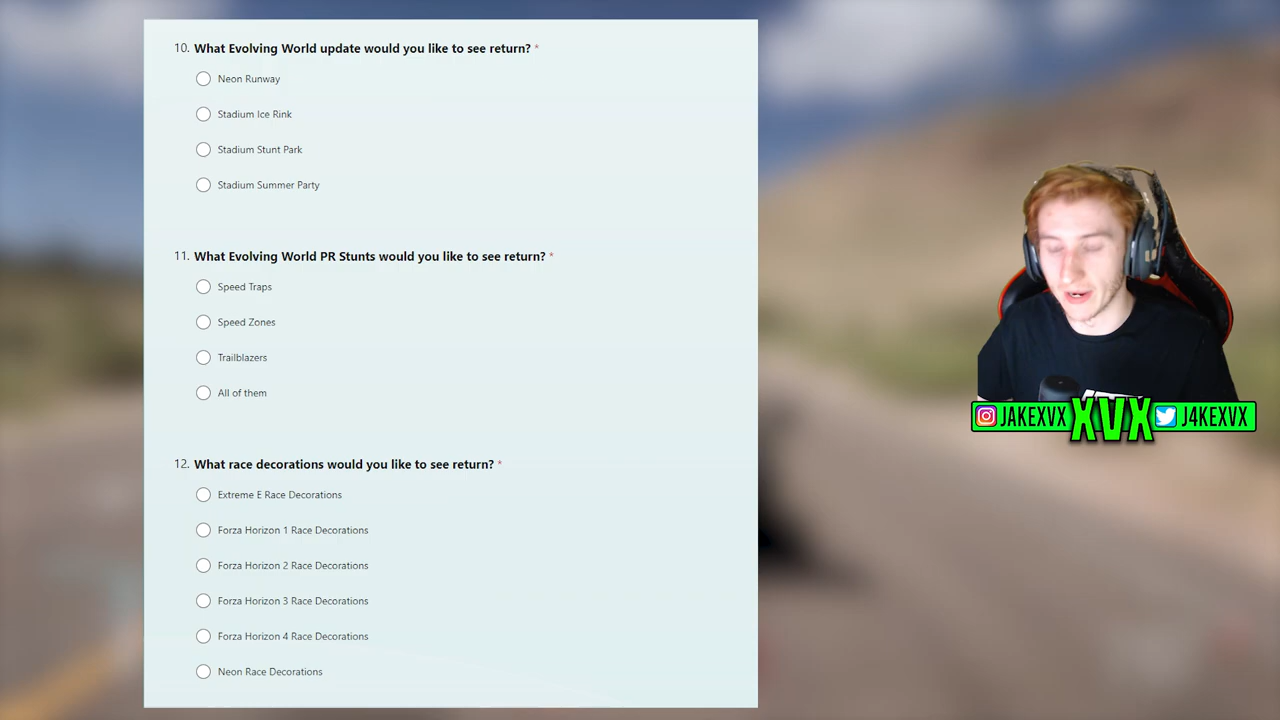 10. What Evolving World update would you like to see return? *
Neon Runway
Stadium Ice Rink
Stadium Stunt Park
Stadium Summer Party
11. What Evolving World PR Stunts would you like to see return? *
Speed Traps
Speed Zones
Trailblazers
All of them
12. What race decorations would you like to see return? *
Extreme E Race Decorations
Forza Horizon 1 Race Decorations
Forza Horizon 2 Race Decorations
Forza Horizon 3 Race Decorations
Forza Horizon 4 Race Decorations
Neon Race Decorations
JAKEXVX XVX J4KEXVX